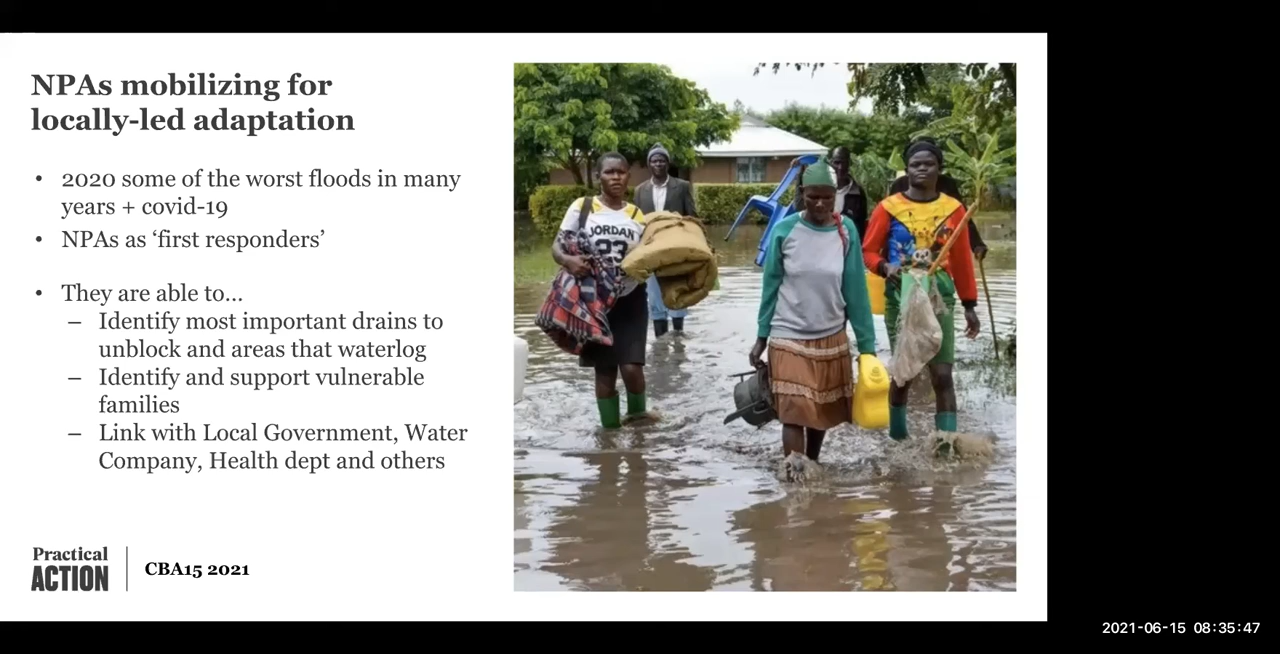 NPAs mobilizing for
locally-led adaptation
• 2020 some of the worst floods in many
years + covid-19
• NPAs as ‘first responders’
• They are able to…
– Identify most important drains to
unblock and areas that waterlog
– Identify and support vulnerable
families
– Link with Local Government, Water
Company, Health dept and others
JORDAN
23
Practical
ACTION
CBA15 2021
2021-06-15 08:35:47